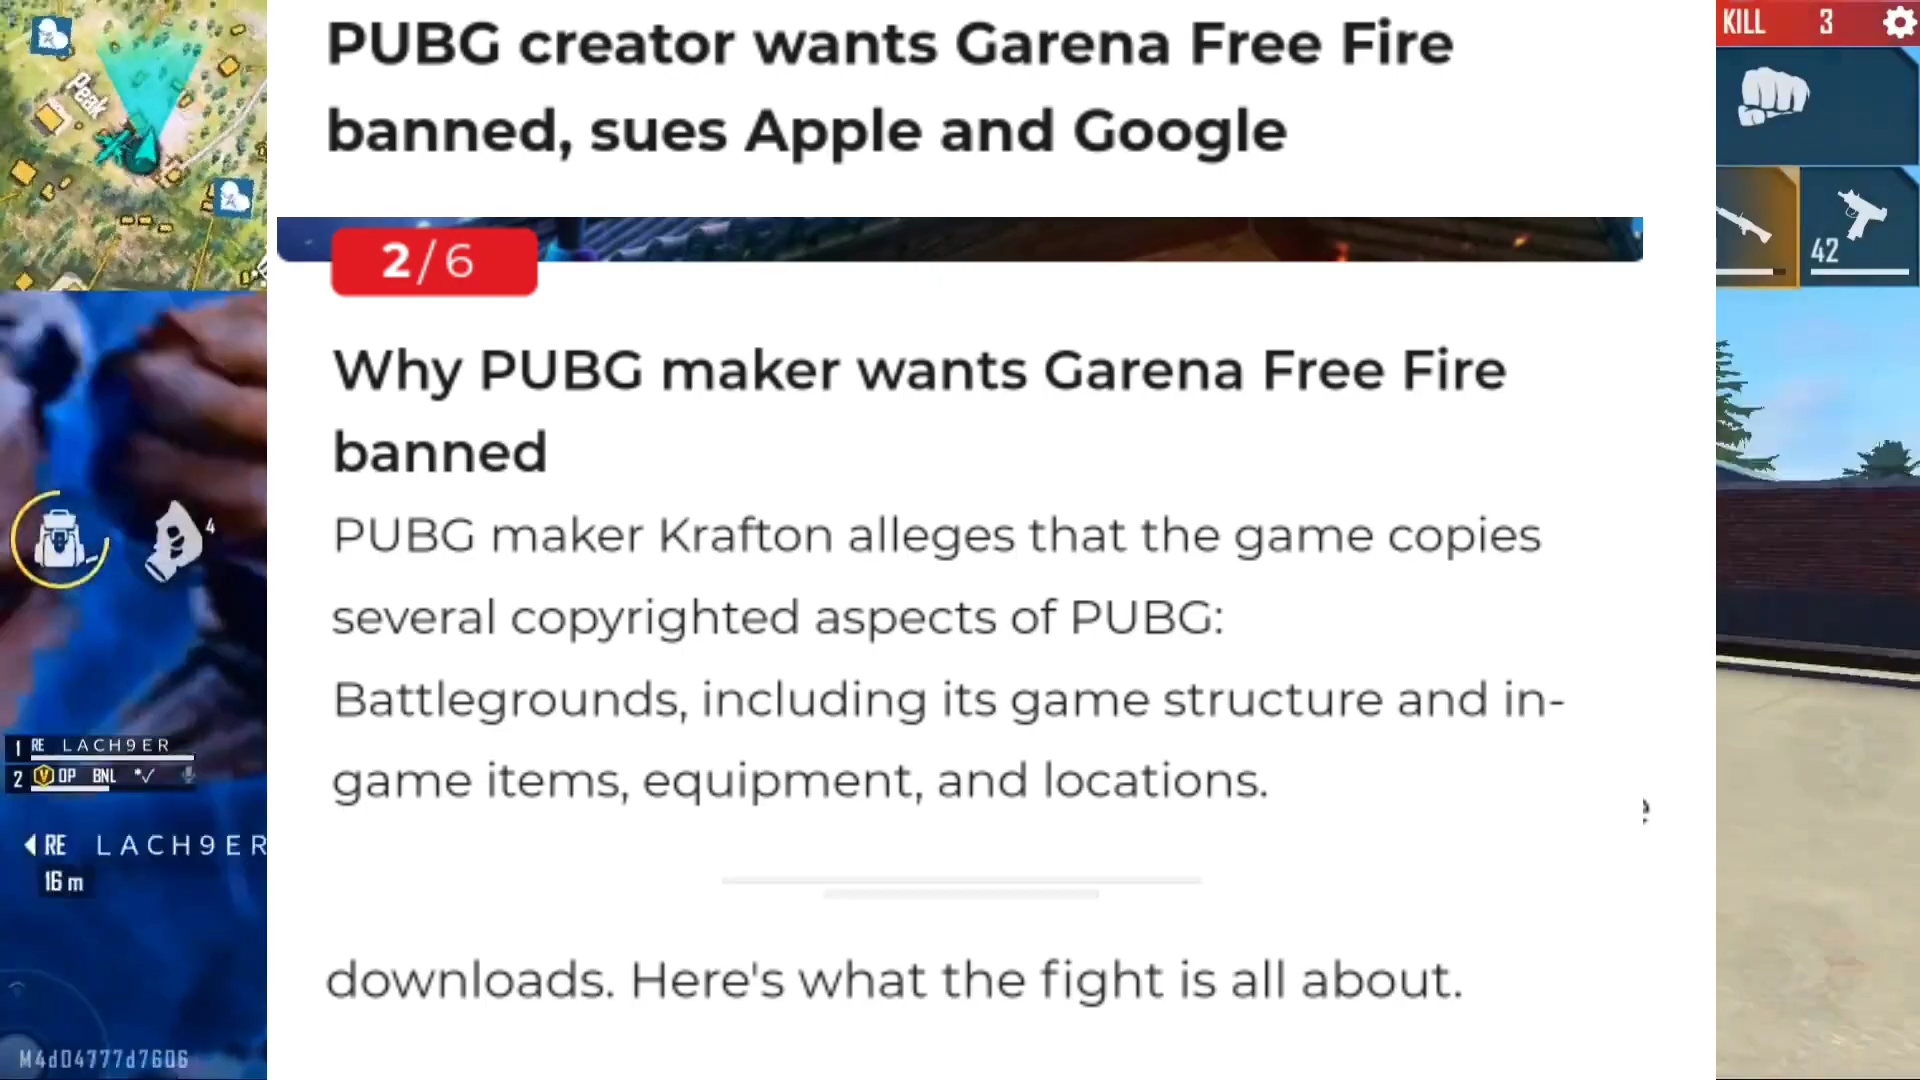 PUBG creator wants Garena Free Fire
banned, sues Apple and Google
2/6
Why PUBG maker wants Garena Free Fire
banned
PUBG maker Krafton alleges that the game copies
several copyrighted aspects of PUBG:
Battlegrounds, including its game structure and in-
game items, equipment, and locations.
e
downloads. Here's what the fight is all about.
Peak
4
1 RE LACH9ER
2 V OP BNL *✓
RE LACH9ER
16 m
M4d04777d7606
KILL 3
42